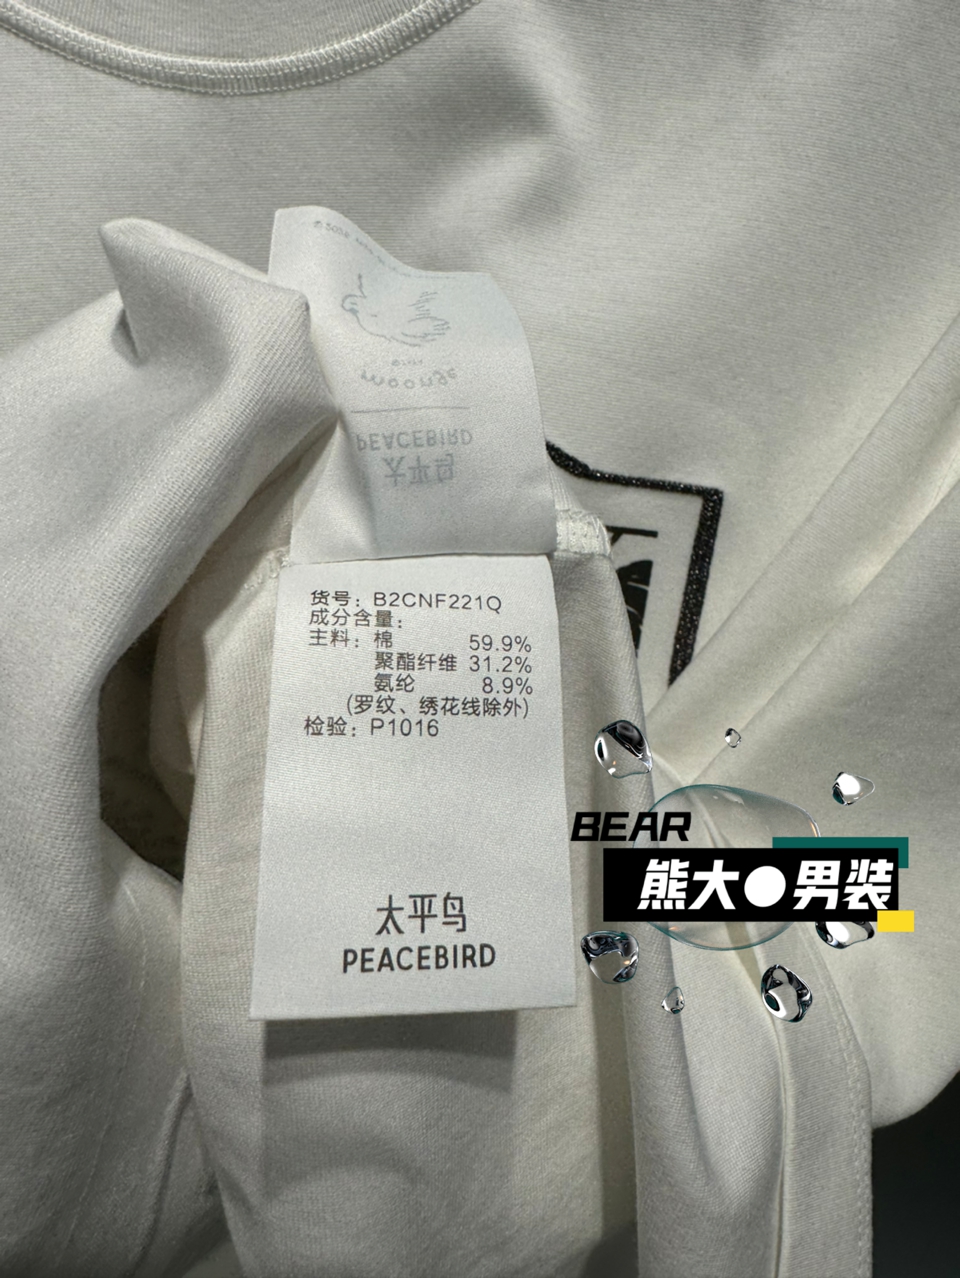 moonge
PEACEBIRD
太平鸟
货号：B2CNF221Q
成分含量：
主料：棉 59.9%
聚酯纤维 31.2%
氨纶 8.9%
(罗纹、绣花线除外)
检验：P1016
BEAR
熊大●男装
太平鸟
PEACEBIRD